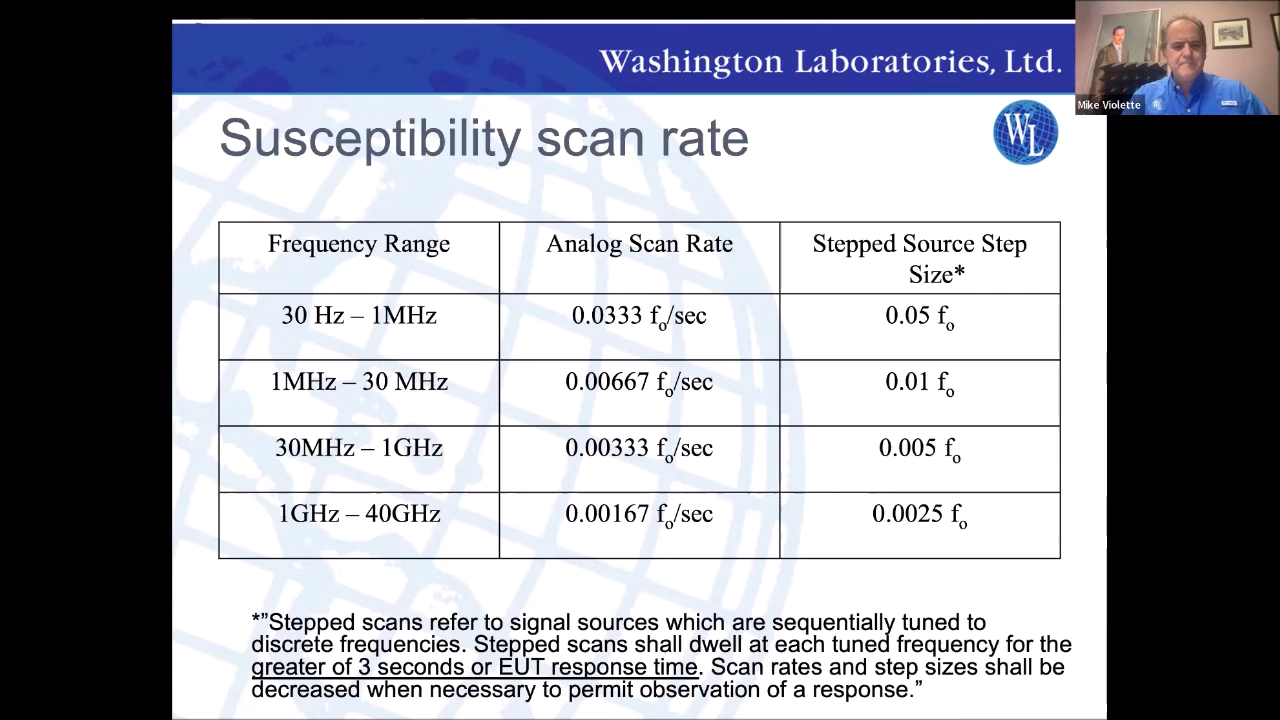 Washington Laboratories, Ltd.
Mike Violette
WL
Susceptibility scan rate
Frequency Range
Analog Scan Rate
Stepped Source Step
Size*
30 Hz – 1MHz
0.0333 fo/sec
0.05 fo
1MHz – 30 MHz
0.00667 fo/sec
0.01 fo
30MHz – 1GHz
0.00333 fo/sec
0.005 fo
1GHz – 40GHz
0.00167 fo/sec
0.0025 fo
*”Stepped scans refer to signal sources which are sequentially tuned to
discrete frequencies. Stepped scans shall dwell at each tuned frequency for the
greater of 3 seconds or EUT response time. Scan rates and step sizes shall be
decreased when necessary to permit observation of a response.”